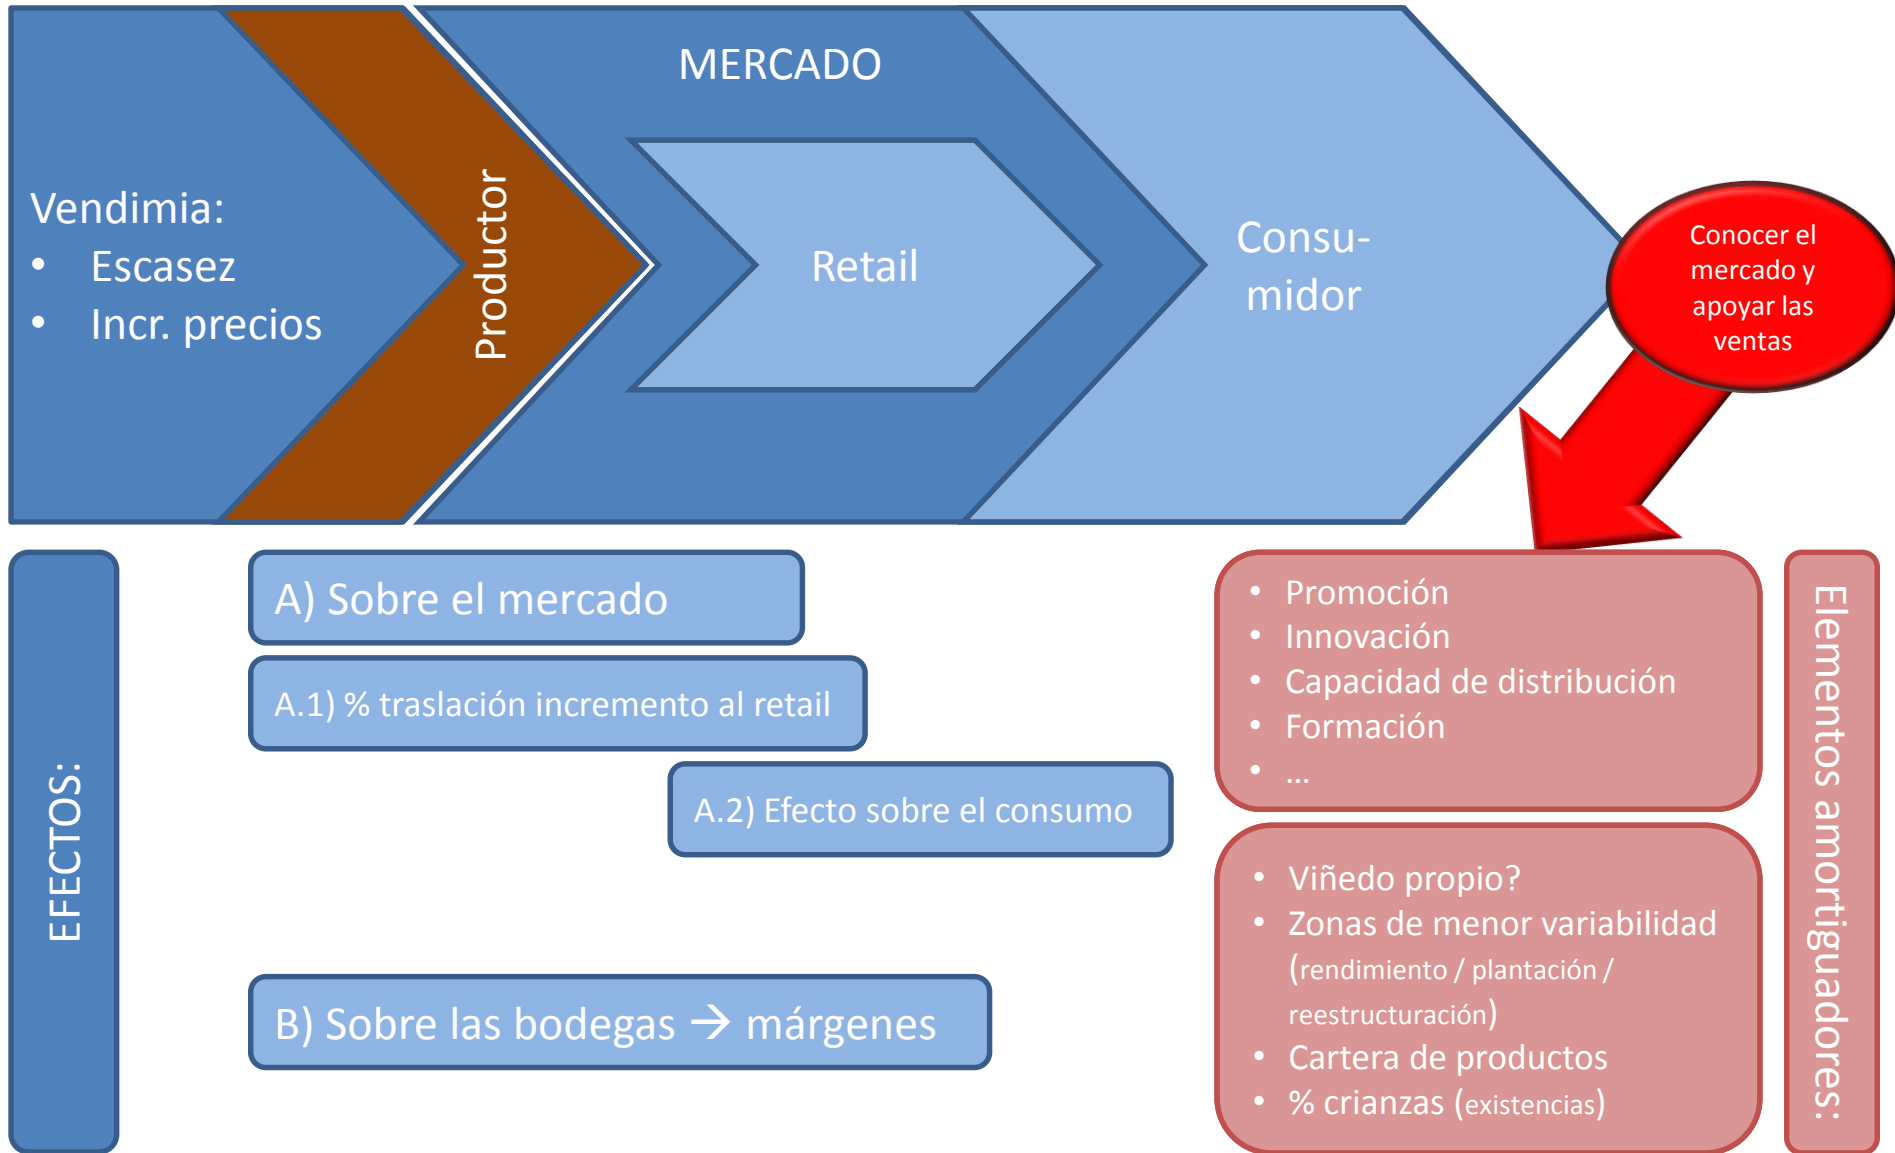 MERCADO
Vendimia:
• Escasez
• Incr. precios
Productor
Retail
Consu-
midor
Conocer el
mercado y
apoyar las
ventas
EFECTOS:
A) Sobre el mercado
A.1) % traslación incremento al retail
A.2) Efecto sobre el consumo
B) Sobre las bodegas → márgenes
• Promoción
• Innovación
• Capacidad de distribución
• Formación
• ...
• Viñedo propio?
• Zonas de menor variabilidad
(rendimiento / plantación /
reestructuración)
• Cartera de productos
• % crianzas (existencias)
Elementos amortiguadores: